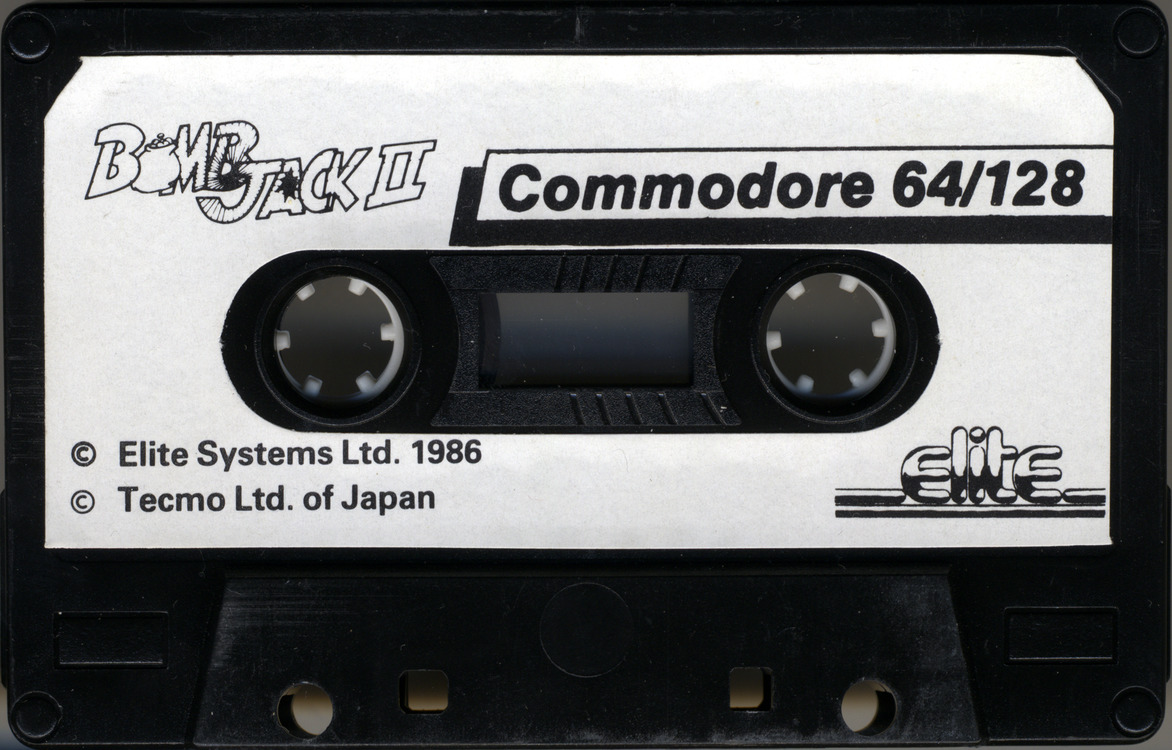 BOMB JACK II
Commodore 64/128
© Elite Systems Ltd. 1986
© Tecmo Ltd. of Japan
elite